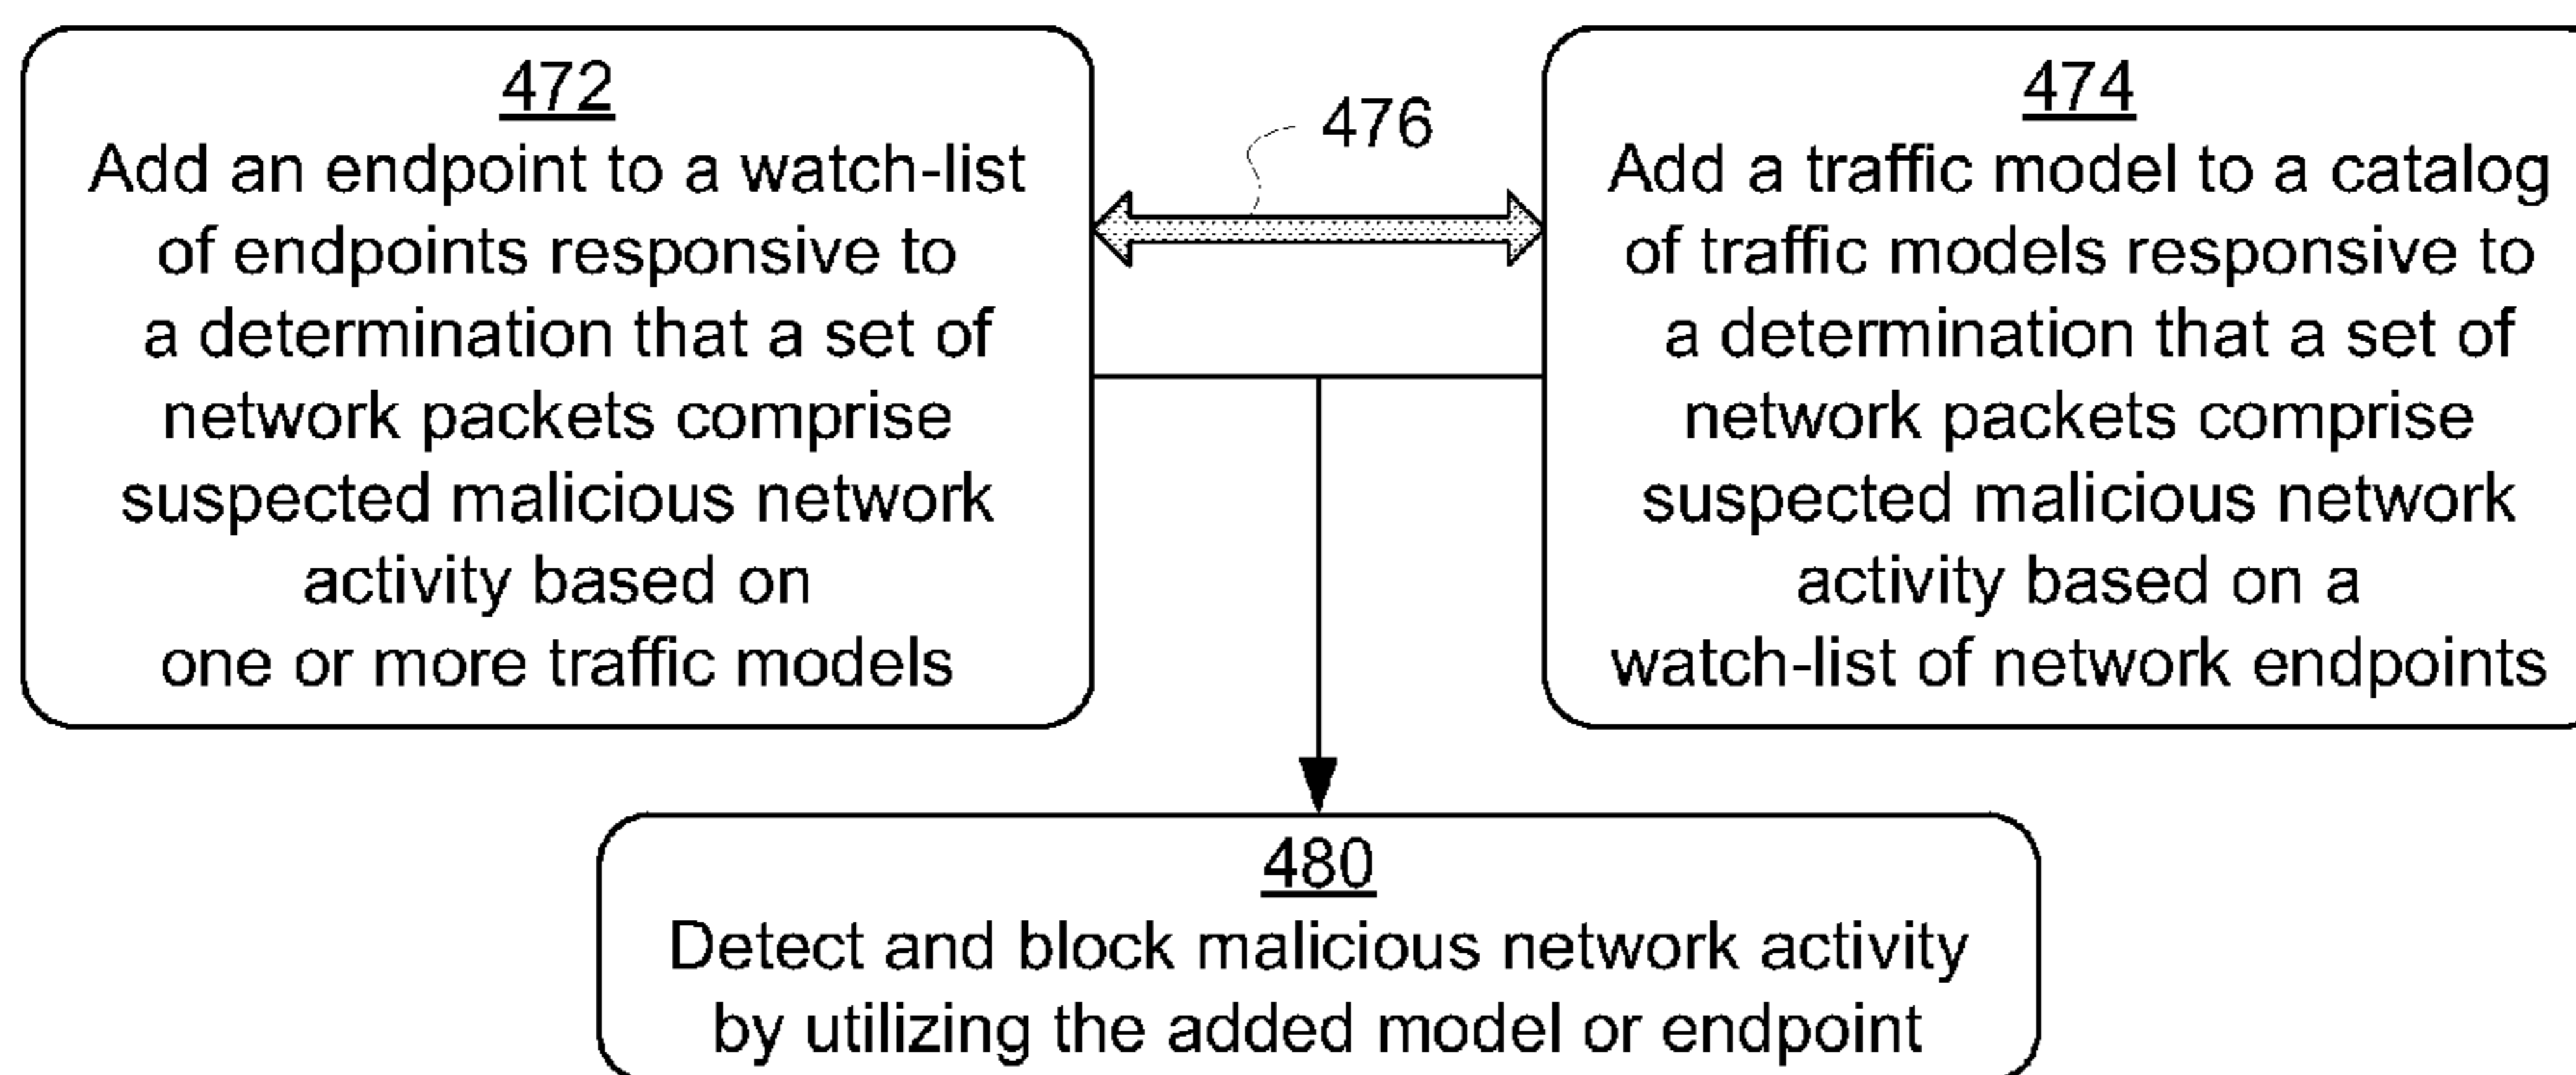 472
Add an endpoint to a watch-list
of endpoints responsive to
a determination that a set of
network packets comprise
suspected malicious network
activity based on
one or more traffic models
476
474
Add a traffic model to a catalog
of traffic models responsive to
a determination that a set of
network packets comprise
suspected malicious network
activity based on a
watch-list of network endpoints
480
Detect and block malicious network activity
by utilizing the added model or endpoint